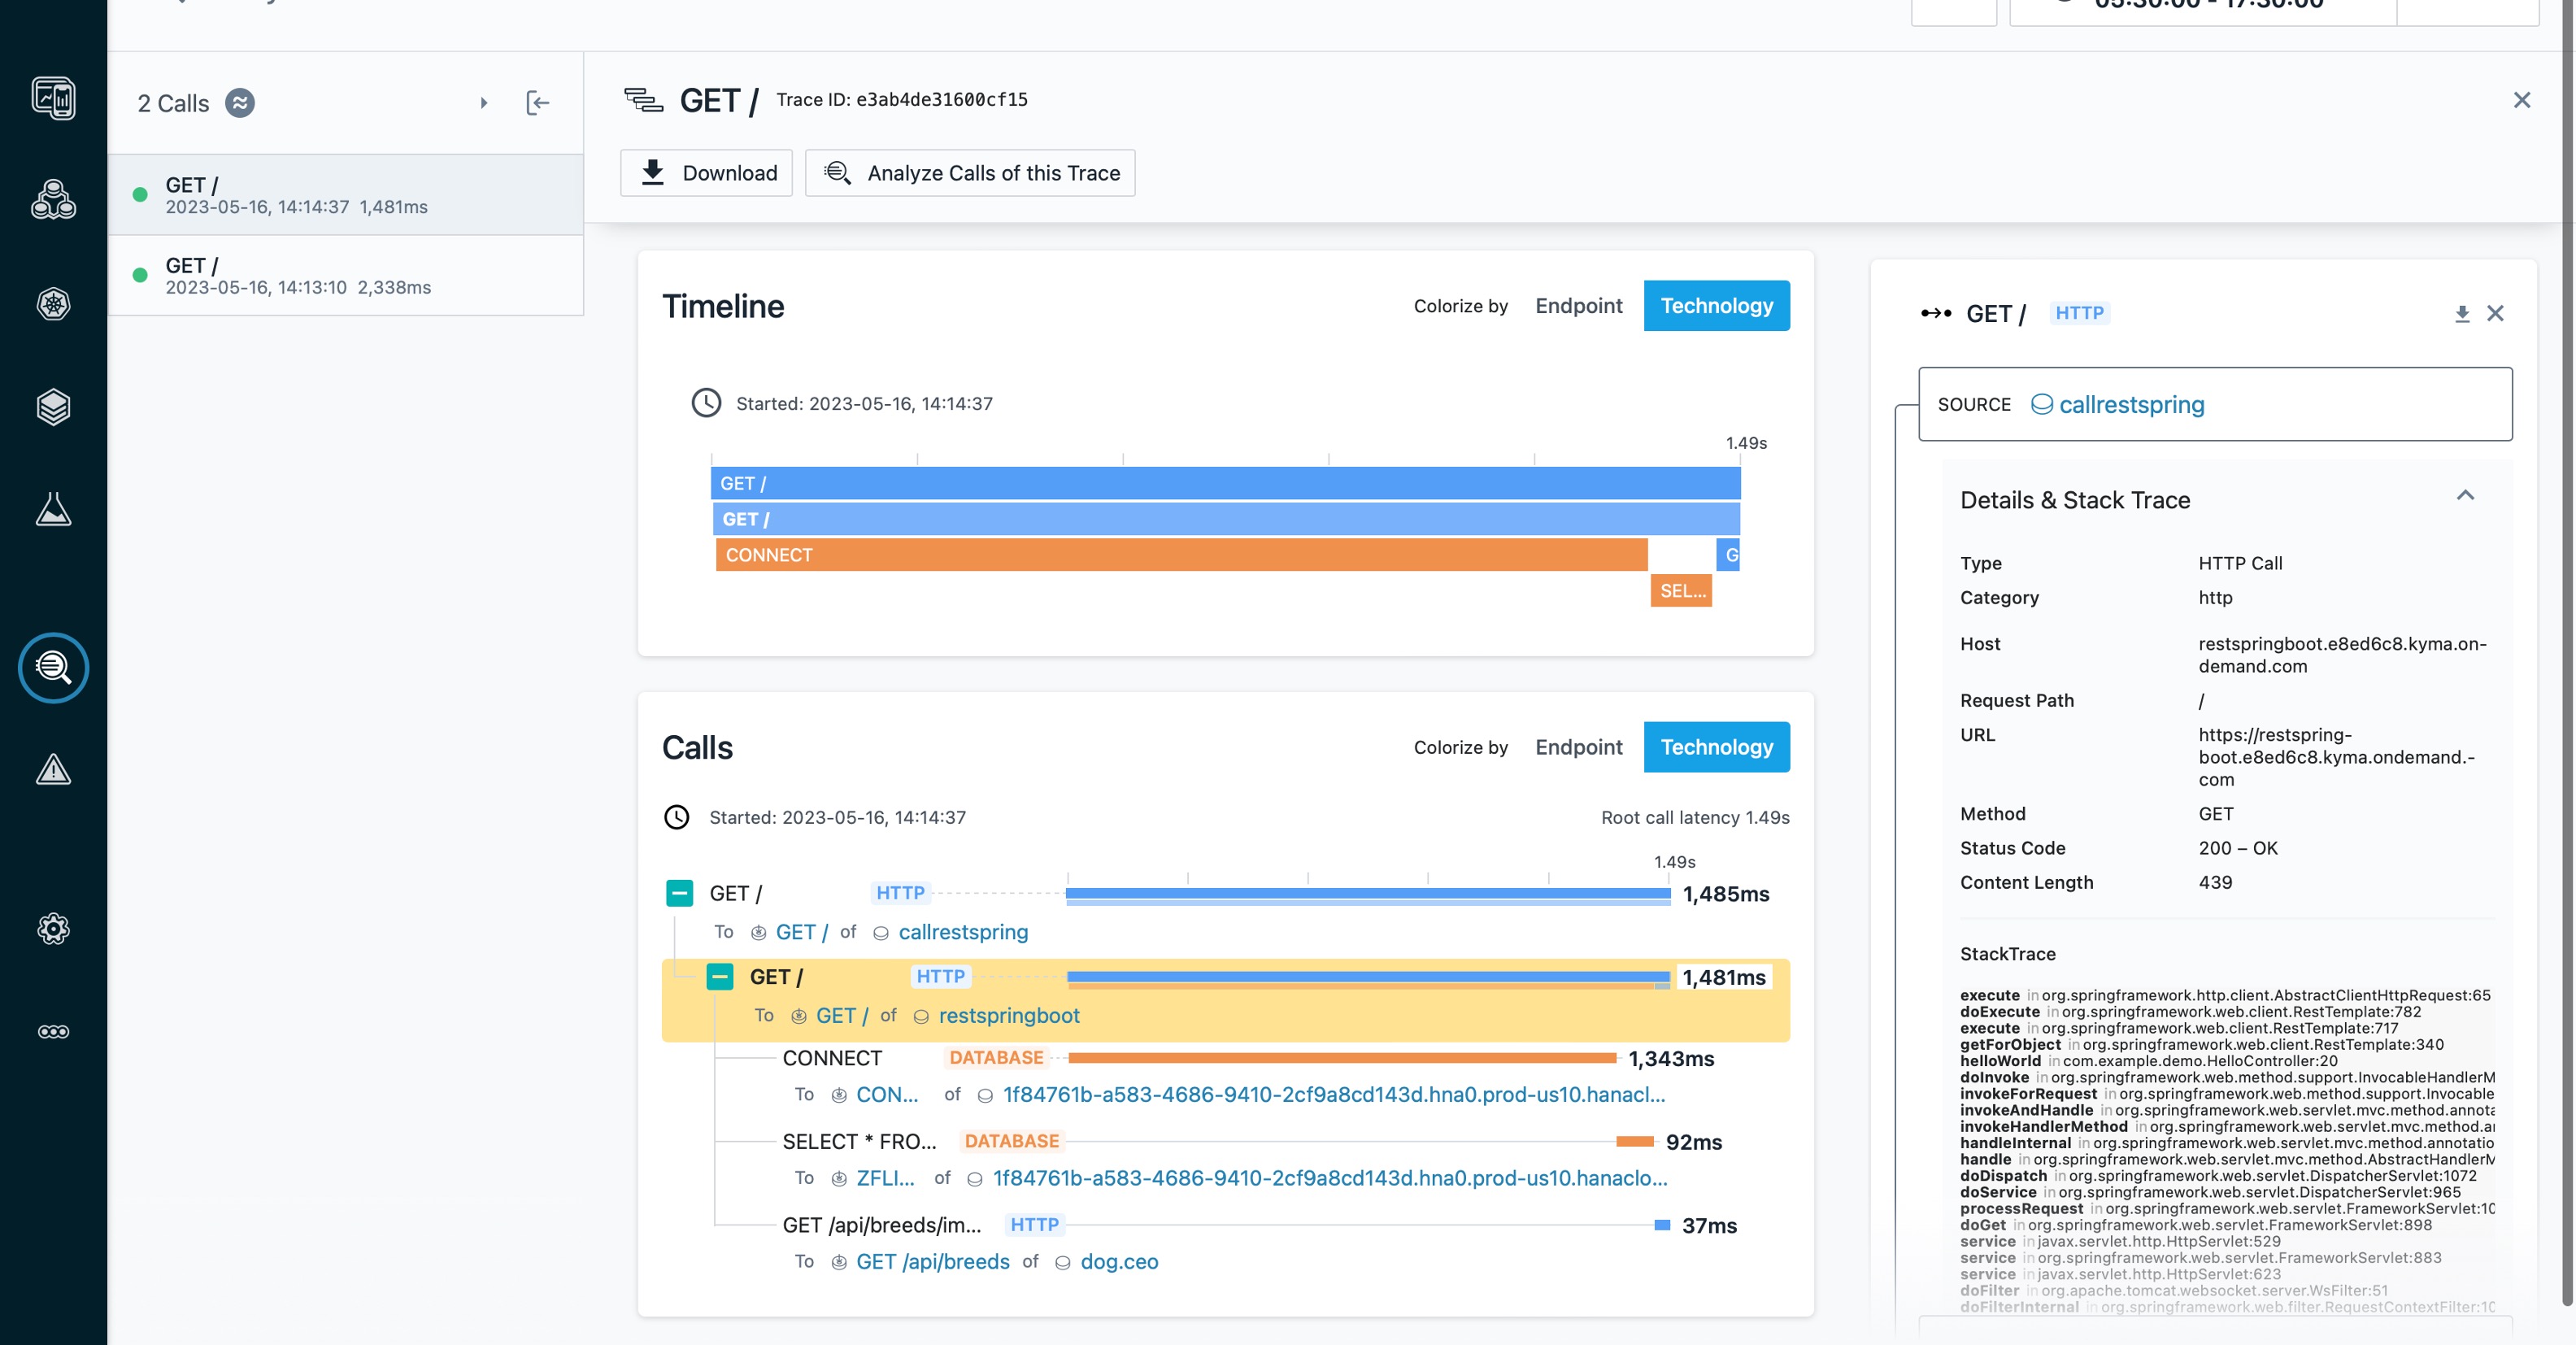 05:30:00 - 17:30:00
2 Calls
GET /
2023-05-16, 14:14:37 1,481ms
GET /
2023-05-16, 14:13:10 2,338ms
GET / Trace ID: e3ab4de31600cf15
Download
Analyze Calls of this Trace
Timeline
Colorize by Endpoint Technology
Started: 2023-05-16, 14:14:37
1.49s
GET /
GET /
CONNECT
G
SEL...
Calls
Colorize by Endpoint Technology
Started: 2023-05-16, 14:14:37
Root call latency 1.49s
1.49s
GET / HTTP 1,485ms
To GET / of callrestspring
GET / HTTP 1,481ms
To GET / of restspringboot
CONNECT DATABASE 1,343ms
To CON... of 1f84761b-a583-4686-9410-2cf9a8cd143d.hna0.prod-us10.hanacl...
SELECT * FRO... DATABASE 92ms
To ZFLI... of 1f84761b-a583-4686-9410-2cf9a8cd143d.hna0.prod-us10.hanaclo...
GET /api/breeds/im... HTTP 37ms
To GET /api/breeds of dog.ceo
GET / HTTP
SOURCE callrestspring
Details & Stack Trace
Type HTTP Call
Category http
Host restspringboot.e8ed6c8.kyma.on-
demand.com
Request Path /
URL https://restspring-
boot.e8ed6c8.kyma.ondemand.-
com
Method GET
Status Code 200 – OK
Content Length 439
StackTrace
execute in org.springframework.http.client.AbstractClientHttpRequest:65
doExecute in org.springframework.web.client.RestTemplate:782
execute in org.springframework.web.client.RestTemplate:717
getForObject in org.springframework.web.client.RestTemplate:340
helloWorld in com.example.demo.HelloController:20
doInvoke in org.springframework.web.method.support.InvocableHandlerM
invokeForRequest in org.springframework.web.method.support.Invocable
invokeAndHandle in org.springframework.web.servlet.mvc.method.annota
invokeHandlerMethod in org.springframework.web.servlet.mvc.method.a
handleInternal in org.springframework.web.servlet.mvc.method.annotatio
handle in org.springframework.web.servlet.mvc.method.AbstractHandlerM
doDispatch in org.springframework.web.servlet.DispatcherServlet:1072
doService in org.springframework.web.servlet.DispatcherServlet:965
processRequest in org.springframework.web.servlet.FrameworkServlet:10
doGet in org.springframework.web.servlet.FrameworkServlet:898
service in javax.servlet.http.HttpServlet:529
service in org.springframework.web.servlet.FrameworkServlet:883
service in javax.servlet.http.HttpServlet:623
doFilter in org.apache.tomcat.websocket.server.WsFilter:51
doFilterInternal in org.springframework.web.filter.RequestContextFilter:10